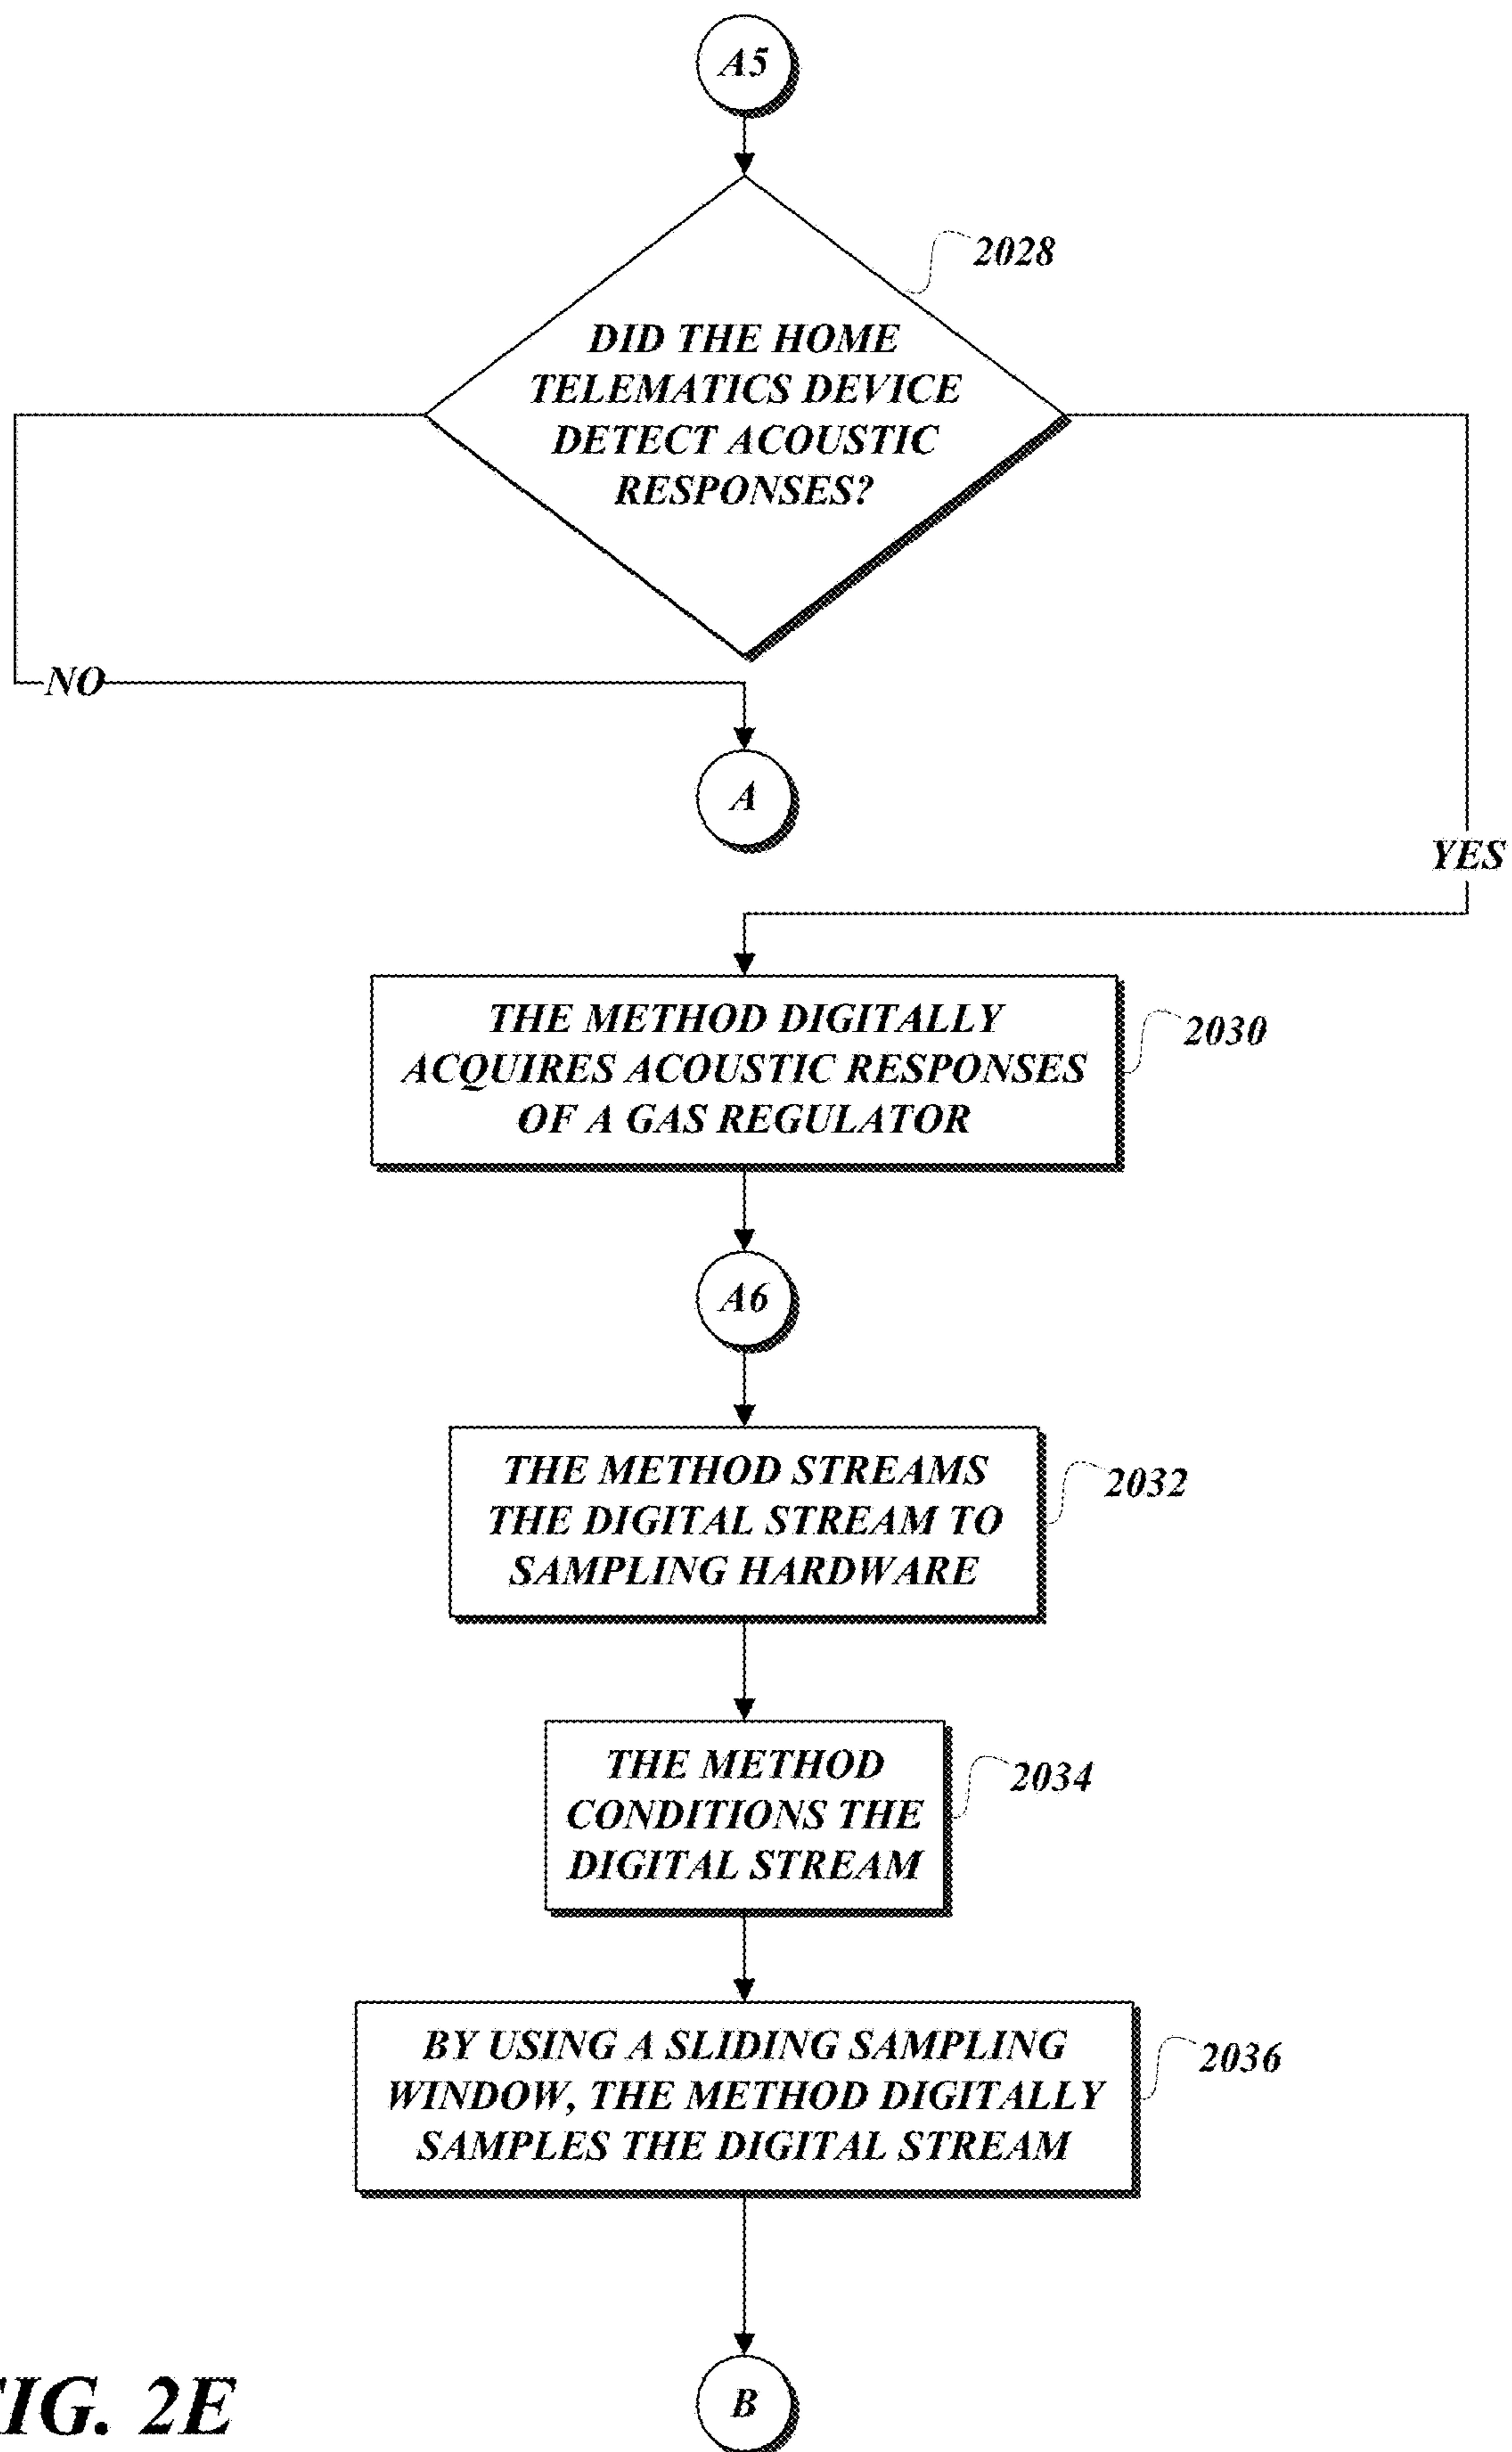 A5
2028
DID THE HOME
TELEMATICS DEVICE
DETECT ACOUSTIC
RESPONSES?
NO
A
YES
THE METHOD DIGITALLY
ACQUIRES ACOUSTIC RESPONSES
OF A GAS REGULATOR
2030
A6
THE METHOD STREAMS
THE DIGITAL STREAM TO
SAMPLING HARDWARE
2032
THE METHOD
CONDITIONS THE
DIGITAL STREAM
2034
BY USING A SLIDING SAMPLING
WINDOW, THE METHOD DIGITALLY
SAMPLES THE DIGITAL STREAM
2036
B
IG. 2E